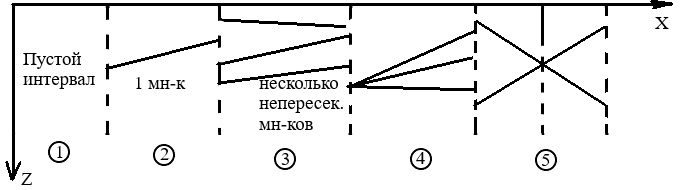 X
Пустой
интервал
1 мн-к
несколько
непересек.
мн-ков
1
2
3
4
5
Z